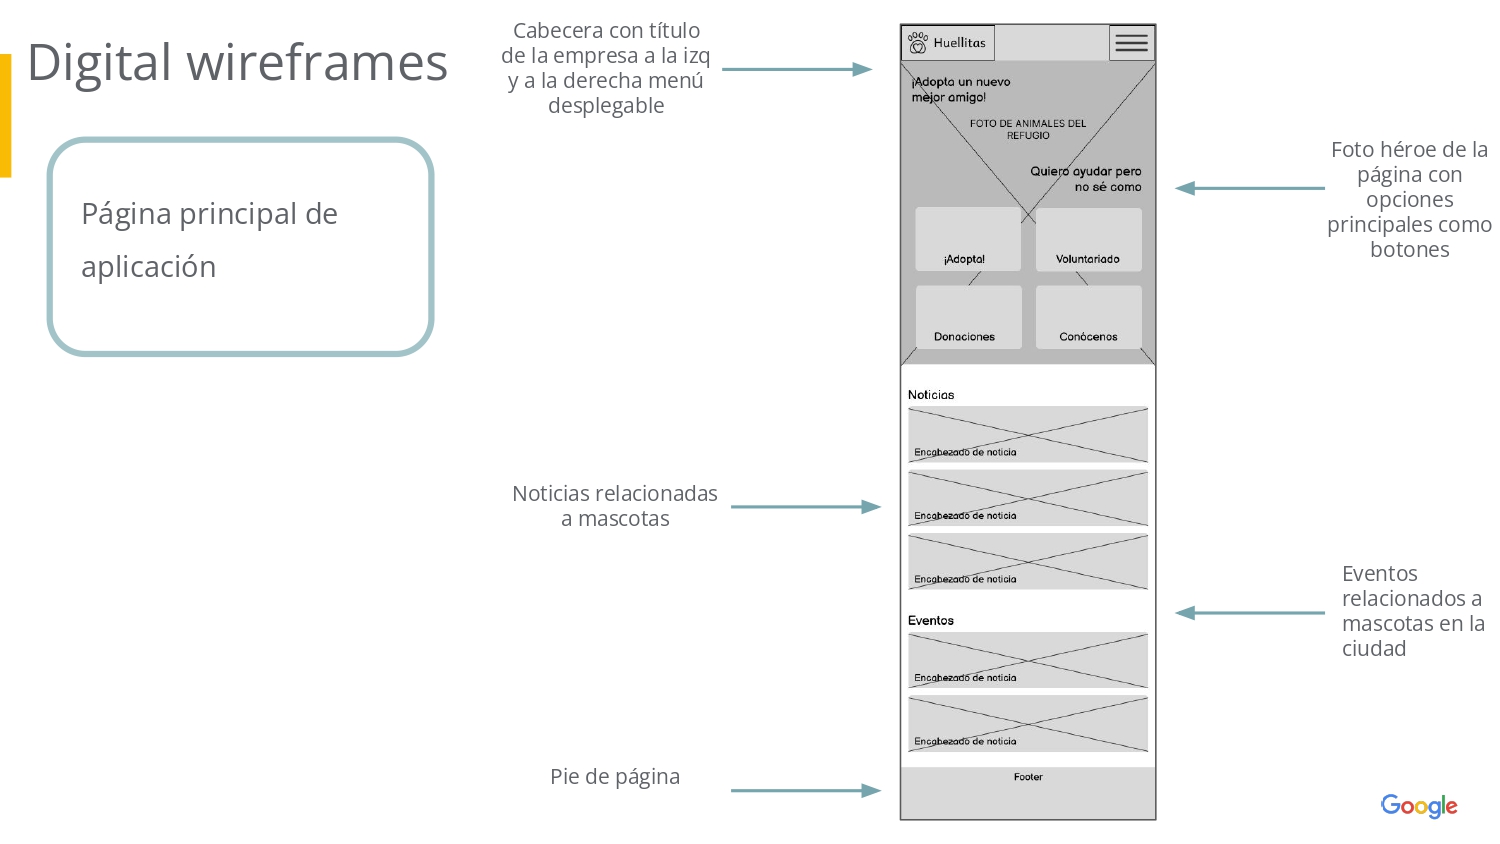 Digital wireframes
Página principal de
aplicación
Cabecera con título
de la empresa a la izq
y a la derecha menú
desplegable
Noticias relacionadas
a mascotas
Pie de página
Huellitas
¡Adopta un nuevo
mejor amigo!
FOTO DE ANIMALES DEL
REFUGIO
Quiero ayudar pero
no sé como
¡Adopta!
Voluntariado
Donaciones
Conócenos
Noticias
Encabezado de noticia
Encabezado de noticia
Encabezado de noticia
Eventos
Encabezado de noticia
Encabezado de noticia
Footer
Foto héroe de la
página con
opciones
principales como
botones
Eventos
relacionados a
mascotas en la
ciudad
Google